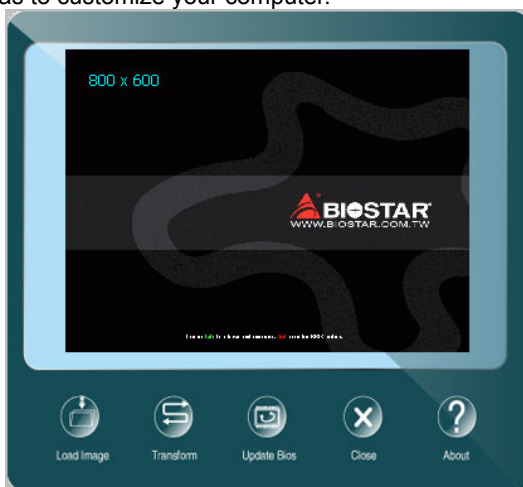 as to customize your computer.
800 x 600
BIOSTAR
WWW.BIOSTAR.COM.TW
Load Image
Transform
Update Bios
Close
About